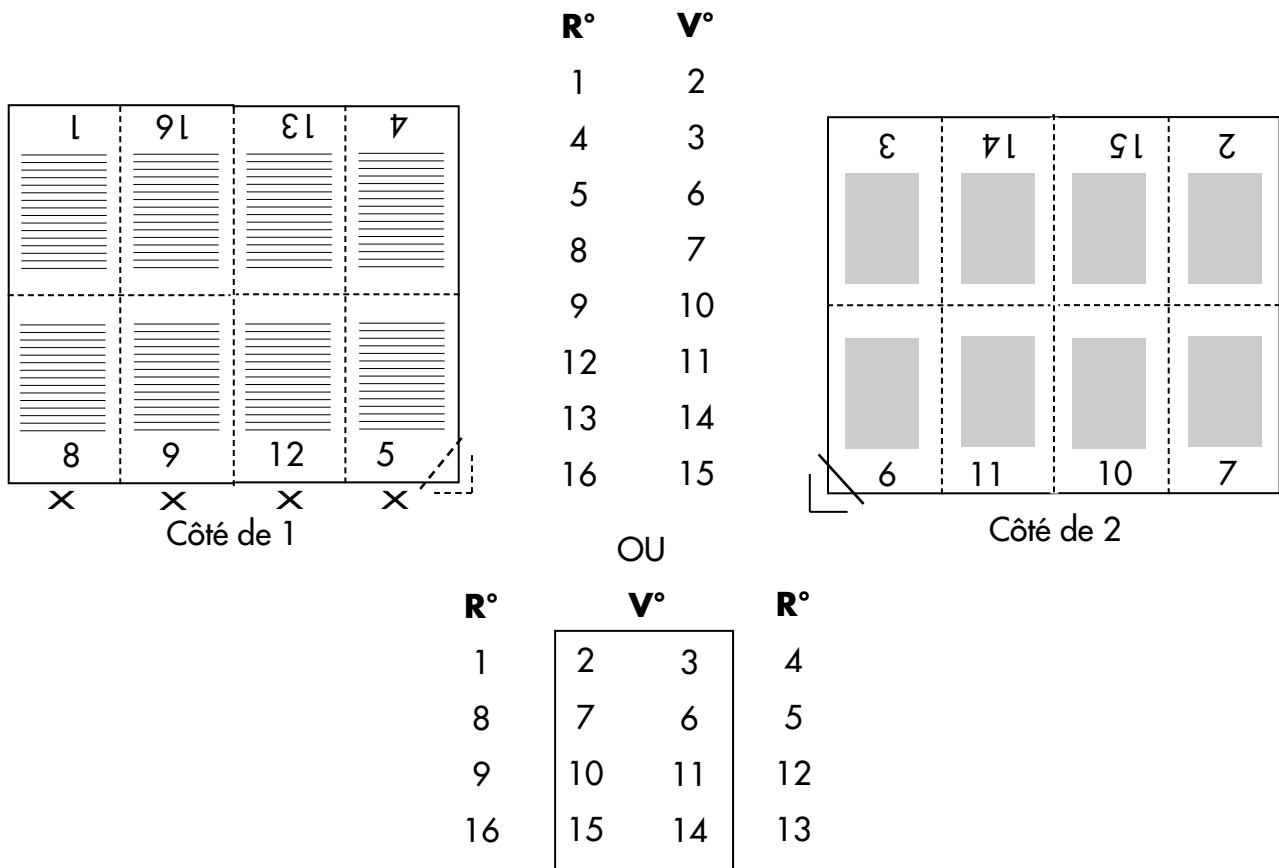 R° V°
1 2
4 3
5 6
8 7
9 10
12 11
13 14
16 15
1 16 13 4
8 9 12 5
X X X X
Côté de 1
3 14 15 2
6 11 10 7
Côté de 2
OU
R° V° R°
1 2 3 4
8 7 6 5
9 10 11 12
16 15 14 13